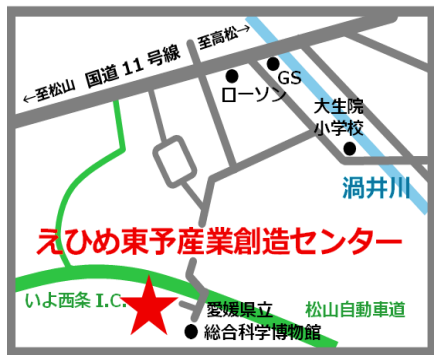 ←至松山 国道11号線 至高松→
ローソン
GS
大生院
小学校
渦井川
えひめ東予産業創造センター
いよ西条 I.C.
愛媛県立
総合科学博物館
松山自動車道